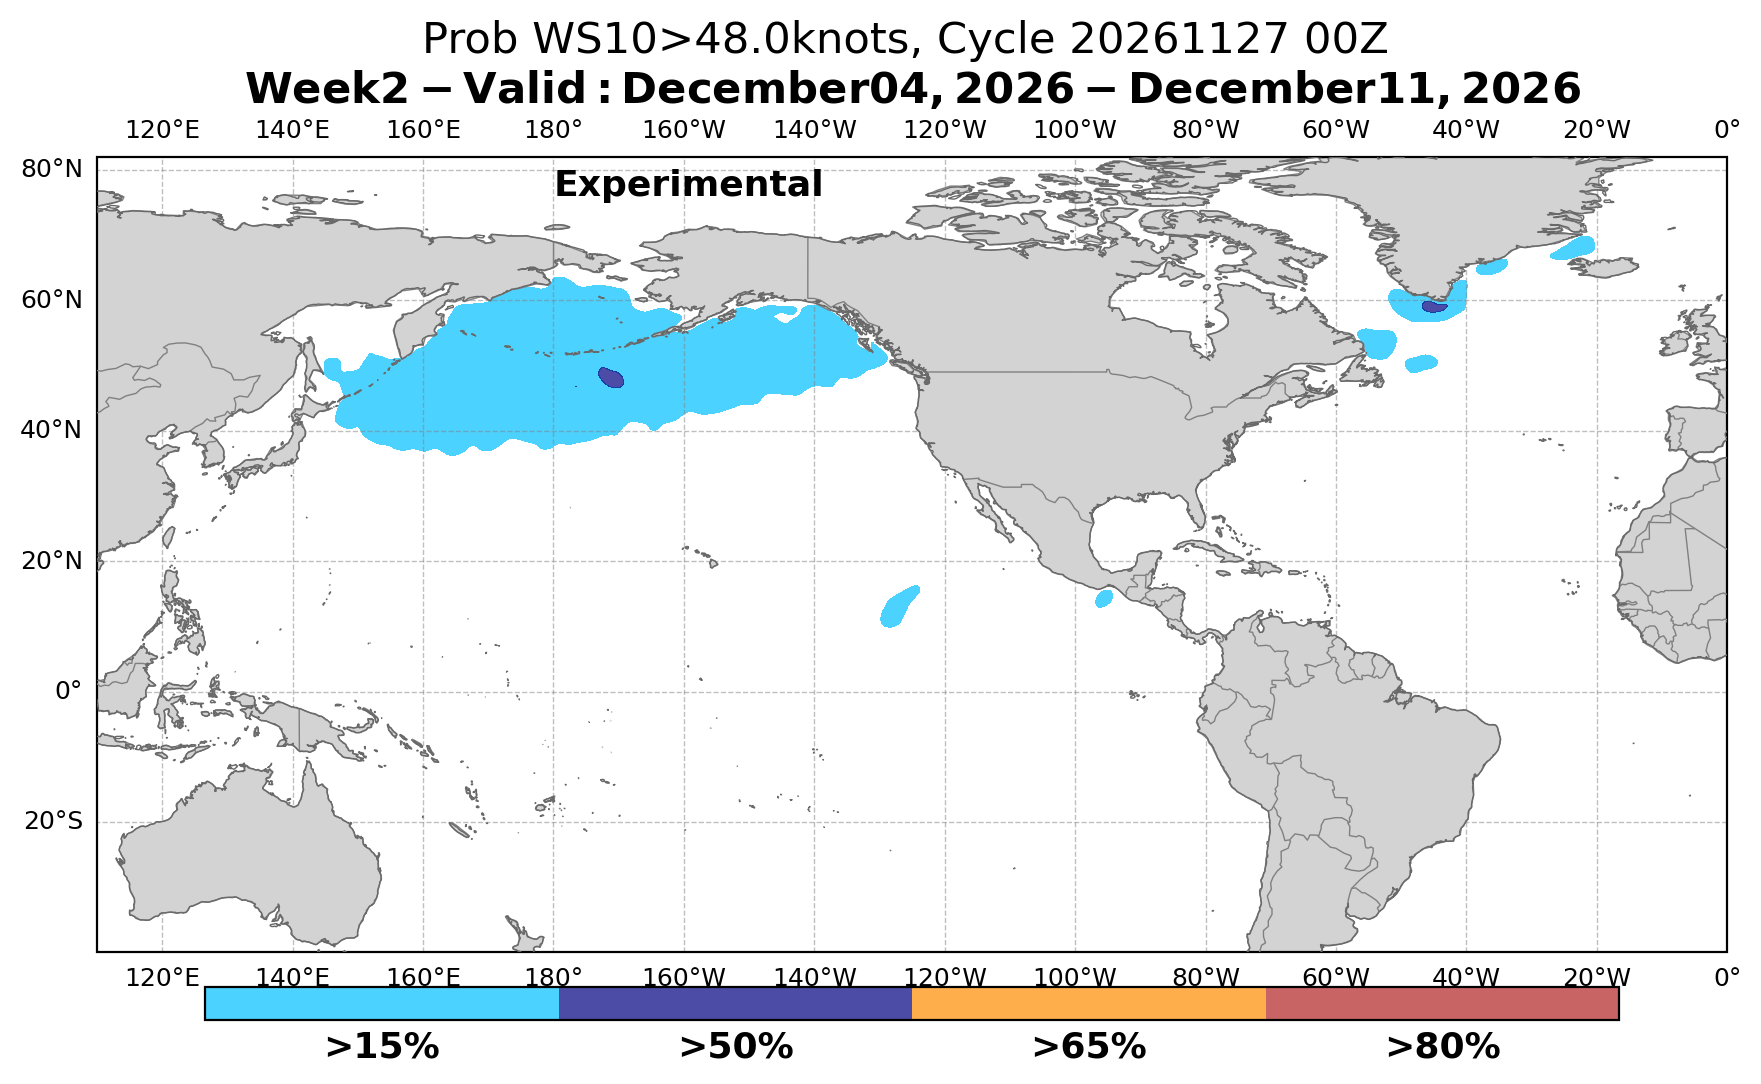 Prob WS10>48.0knots, Cycle 20261127 00Z
Week2 − Valid : December04, 2026 − December11, 2026
120°E 140°E 160°E 180° 160°W 140°W 120°W 100°W 80°W 60°W 40°W 20°W 0°
80°N
Experimental
60°N
40°N
20°N
0°
20°S
120°E 140°E 160°E 180° 160°W 140°W 120°W 100°W 80°W 60°W 40°W 20°W 0°
>15% >50% >65% >80%